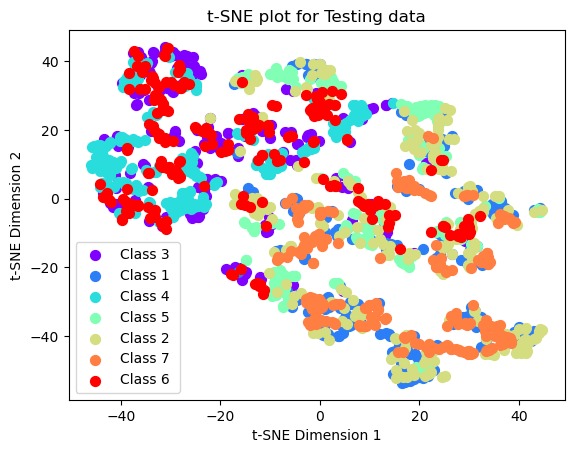 t-SNE plot for Testing data
t-SNE Dimension 2
40
20
0
−20
−40
Class 3
Class 1
Class 4
Class 5
Class 2
Class 7
Class 6
−40
−20
0
20
40
t-SNE Dimension 1